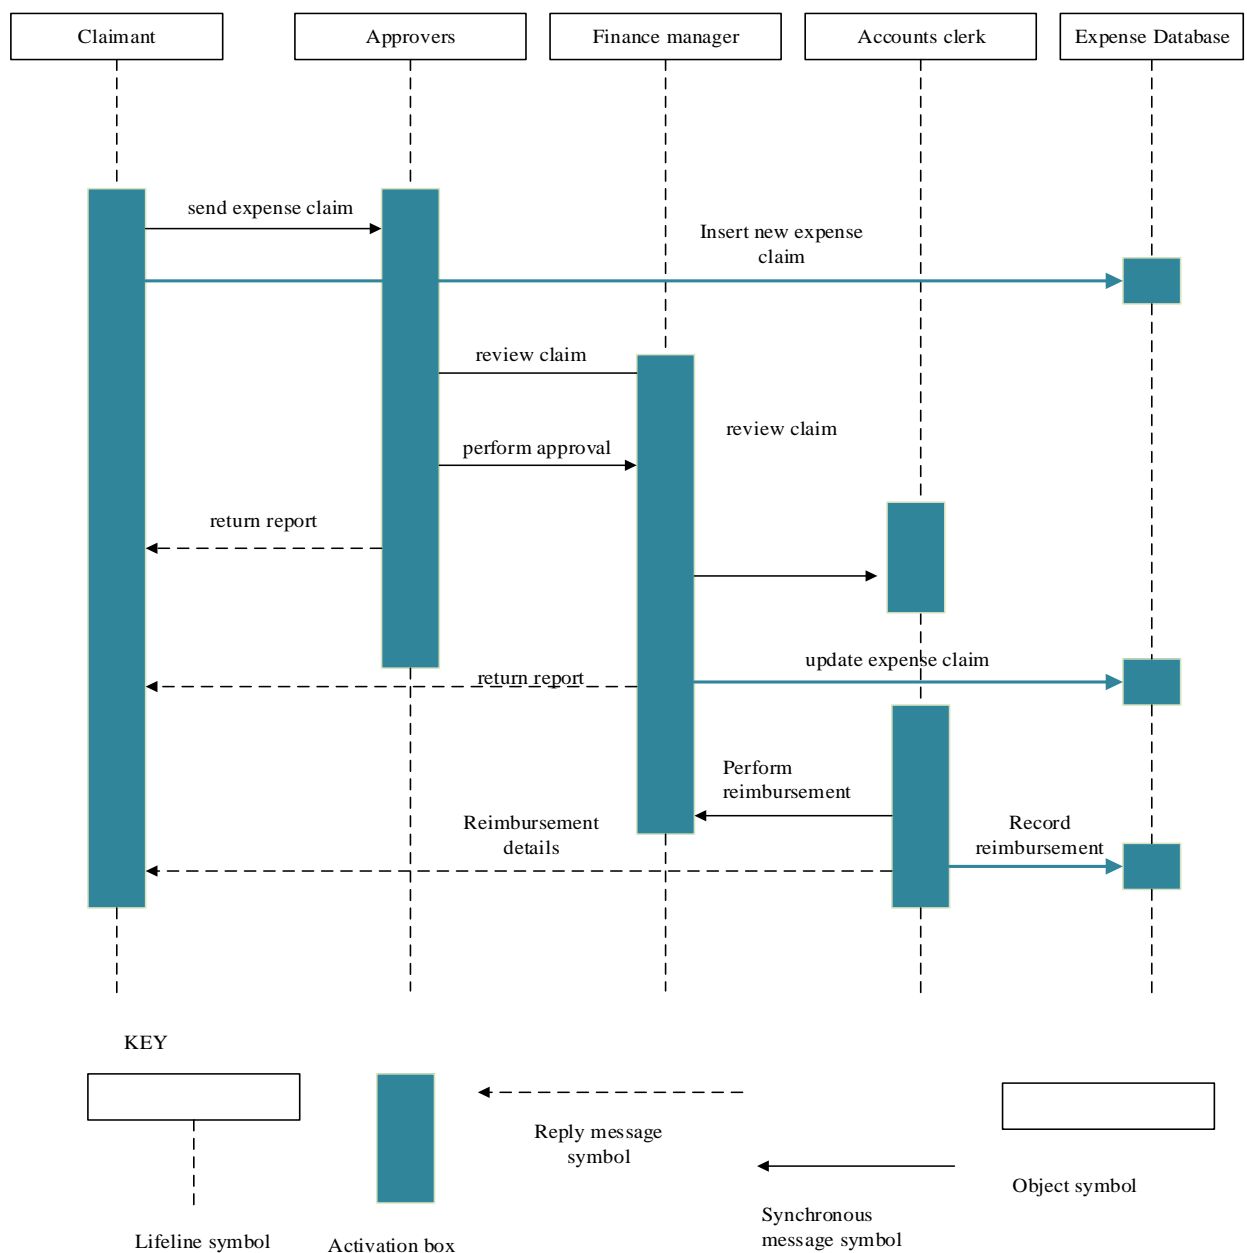 Claimant
Approvers
Finance manager
Accounts clerk
Expense Database
send expense claim
Insert new expense
claim
review claim
review claim
perform approval
return report
update expense claim
return report
Perform
reimbursement
Reimbursement
details
Record
reimbursement
KEY
Reply message
symbol
Object symbol
Synchronous
message symbol
Lifeline symbol
Activation box